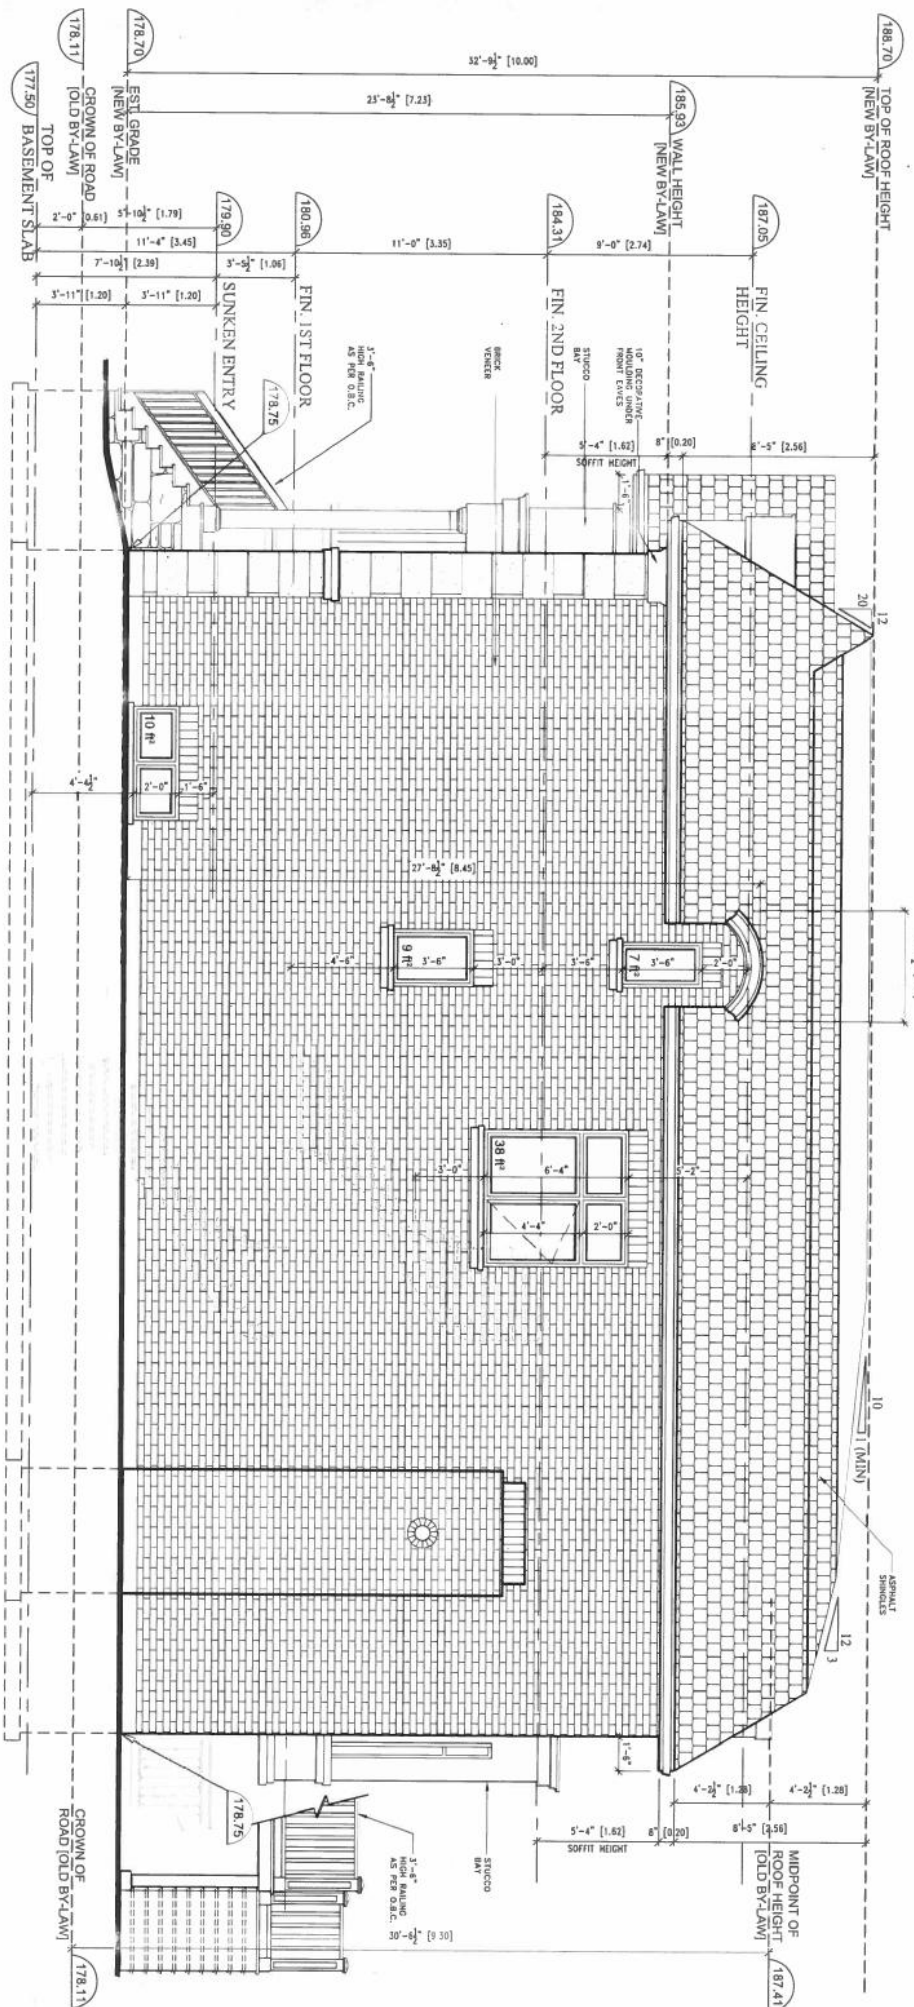 188.70
TOP OF ROOF HEIGHT
[NEW BY-LAW]
187.05
FIN. CEILING
HEIGHT
185.93
WALL HEIGHT
[NEW BY-LAW]
184.31
FIN. 2ND FLOOR
180.96
FIN. 1ST FLOOR
179.90
SUNKEN ENTRY
178.70
EST. GRADE
[NEW BY-LAW]
178.11
CROWN OF ROAD
[OLD BY-LAW]
177.50
TOP OF
BASEMENT SLAB
32'-9½" [10.00]
23'-8½" [7.23]
9'-0" [2.74]
11'-0" [3.35]
3'-5½" [1.06]
11'-4" [3.45]
5'-10½" [1.79]
2'-0" [0.61]
7'-10½" [2.39]
3'-11" [1.20]
3'-11" [1.20]
8'-5" [2.56]
8" [0.20]
5'-4" [1.62]
SOFFIT HEIGHT
1'-6"
10" DECORATIVE
MOULDING UNDER
FRONT EAVES
STUCCO
BAY
BRICK
VENEER
3'-6"
HIGH RAILING
AS PER O.B.C.
178.75
12
20
10 ft²
1'-6"
2'-0"
4'-4½"
27'-8½" [8.45]
2'-0"
3'-6"
7 ft²
3'-6"
3'-0"
3'-6"
9 ft²
4'-6"
5'-2"
6'-4"
38 ft²
3'-0"
2'-0"
4'-4"
10
1 (MIN)
ASPHALT
SHINGLES
12
3
1'-6"
4'-2½" [1.28]
4'-2½" [1.28]
8'-5" [2.56]
8" [0.20]
5'-4" [1.62]
SOFFIT HEIGHT
MIDPOINT OF
ROOF HEIGHT
[OLD BY-LAW]
187.41
STUCCO
BAY
3'-6"
HIGH RAILING
AS PER O.B.C.
30'-6½" [9.30]
178.75
CROWN OF
ROAD [OLD BY-LAW]
178.11